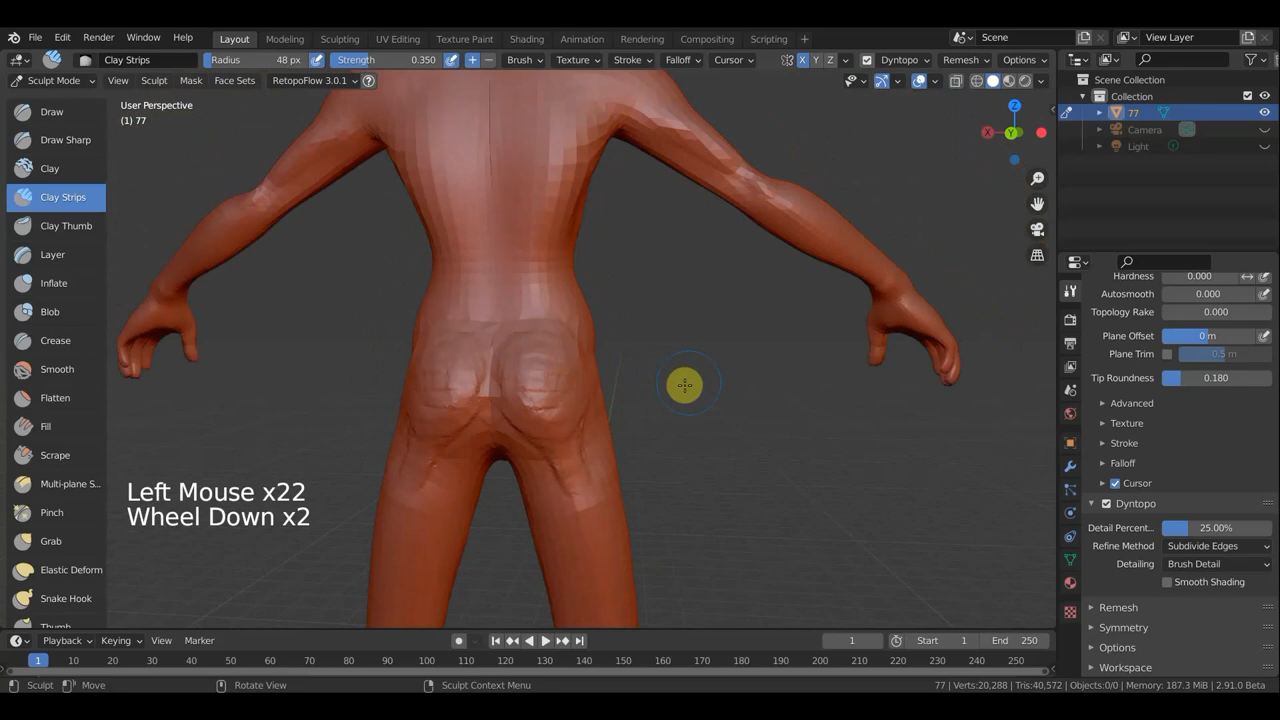 File Edit Render Window Help Layout Modeling Sculpting UV Editing Texture Paint Shading Animation Rendering Compositing Scripting + Scene View Layer
Clay Strips Radius 48 px Strength 0.350 + − Brush Texture Stroke Falloff Cursor X Y Z Dyntopo Remesh Options
Sculpt Mode View Sculpt Mask Face Sets RetopoFlow 3.0.1 ?
Scene Collection
Collection
77
Camera
Light
User Perspective
(1) 77
Z
X
Y
Draw
Draw Sharp
Clay
Clay Strips
Clay Thumb
Layer
Inflate
Blob
Crease
Smooth
Flatten
Fill
Scrape
Multi-plane S...
Pinch
Grab
Elastic Deform
Snake Hook
Thumb
Left Mouse x22
Wheel Down x2
Hardness 0.000
Autosmooth 0.000
Topology Rake 0.000
Plane Offset 0 m
Plane Trim 0.5 m
Tip Roundness 0.180
Advanced
Texture
Stroke
Falloff
Cursor
Dyntopo
Detail Percent... 25.00%
Refine Method Subdivide Edges
Detailing Brush Detail
Smooth Shading
Remesh
Symmetry
Options
Workspace
Playback Keying View Marker 1 Start 1 End 250
1 10 20 30 40 50 60 70 80 90 100 110 120 130 140 150 160 170 180 190 200 210 220 230 240 250
Sculpt Move Rotate View Sculpt Context Menu 77 | Verts:20,288 | Tris:40,572 | Objects:0/0 | Memory: 187.3 MiB | 2.91.0 Beta